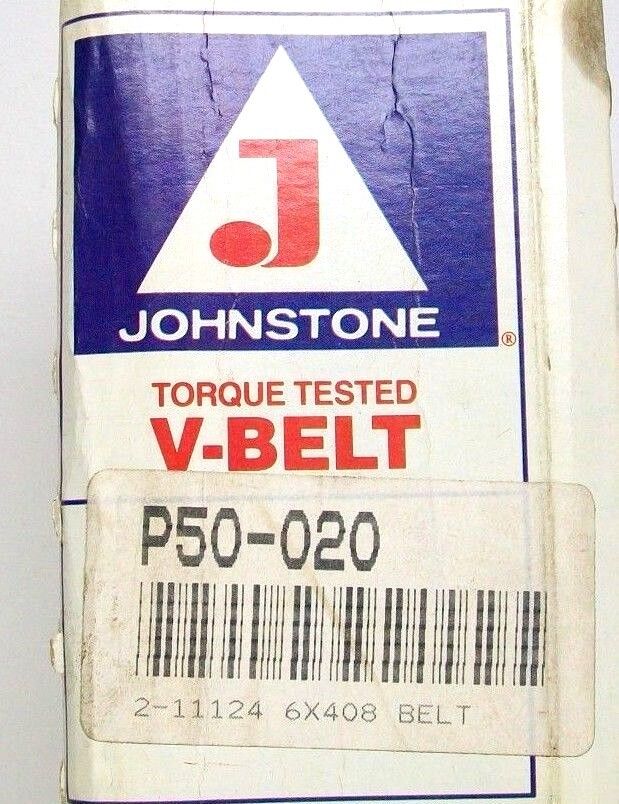 J
JOHNSTONE
®
TORQUE TESTED
V-BELT
P50-020
2-11124 6X408 BELT